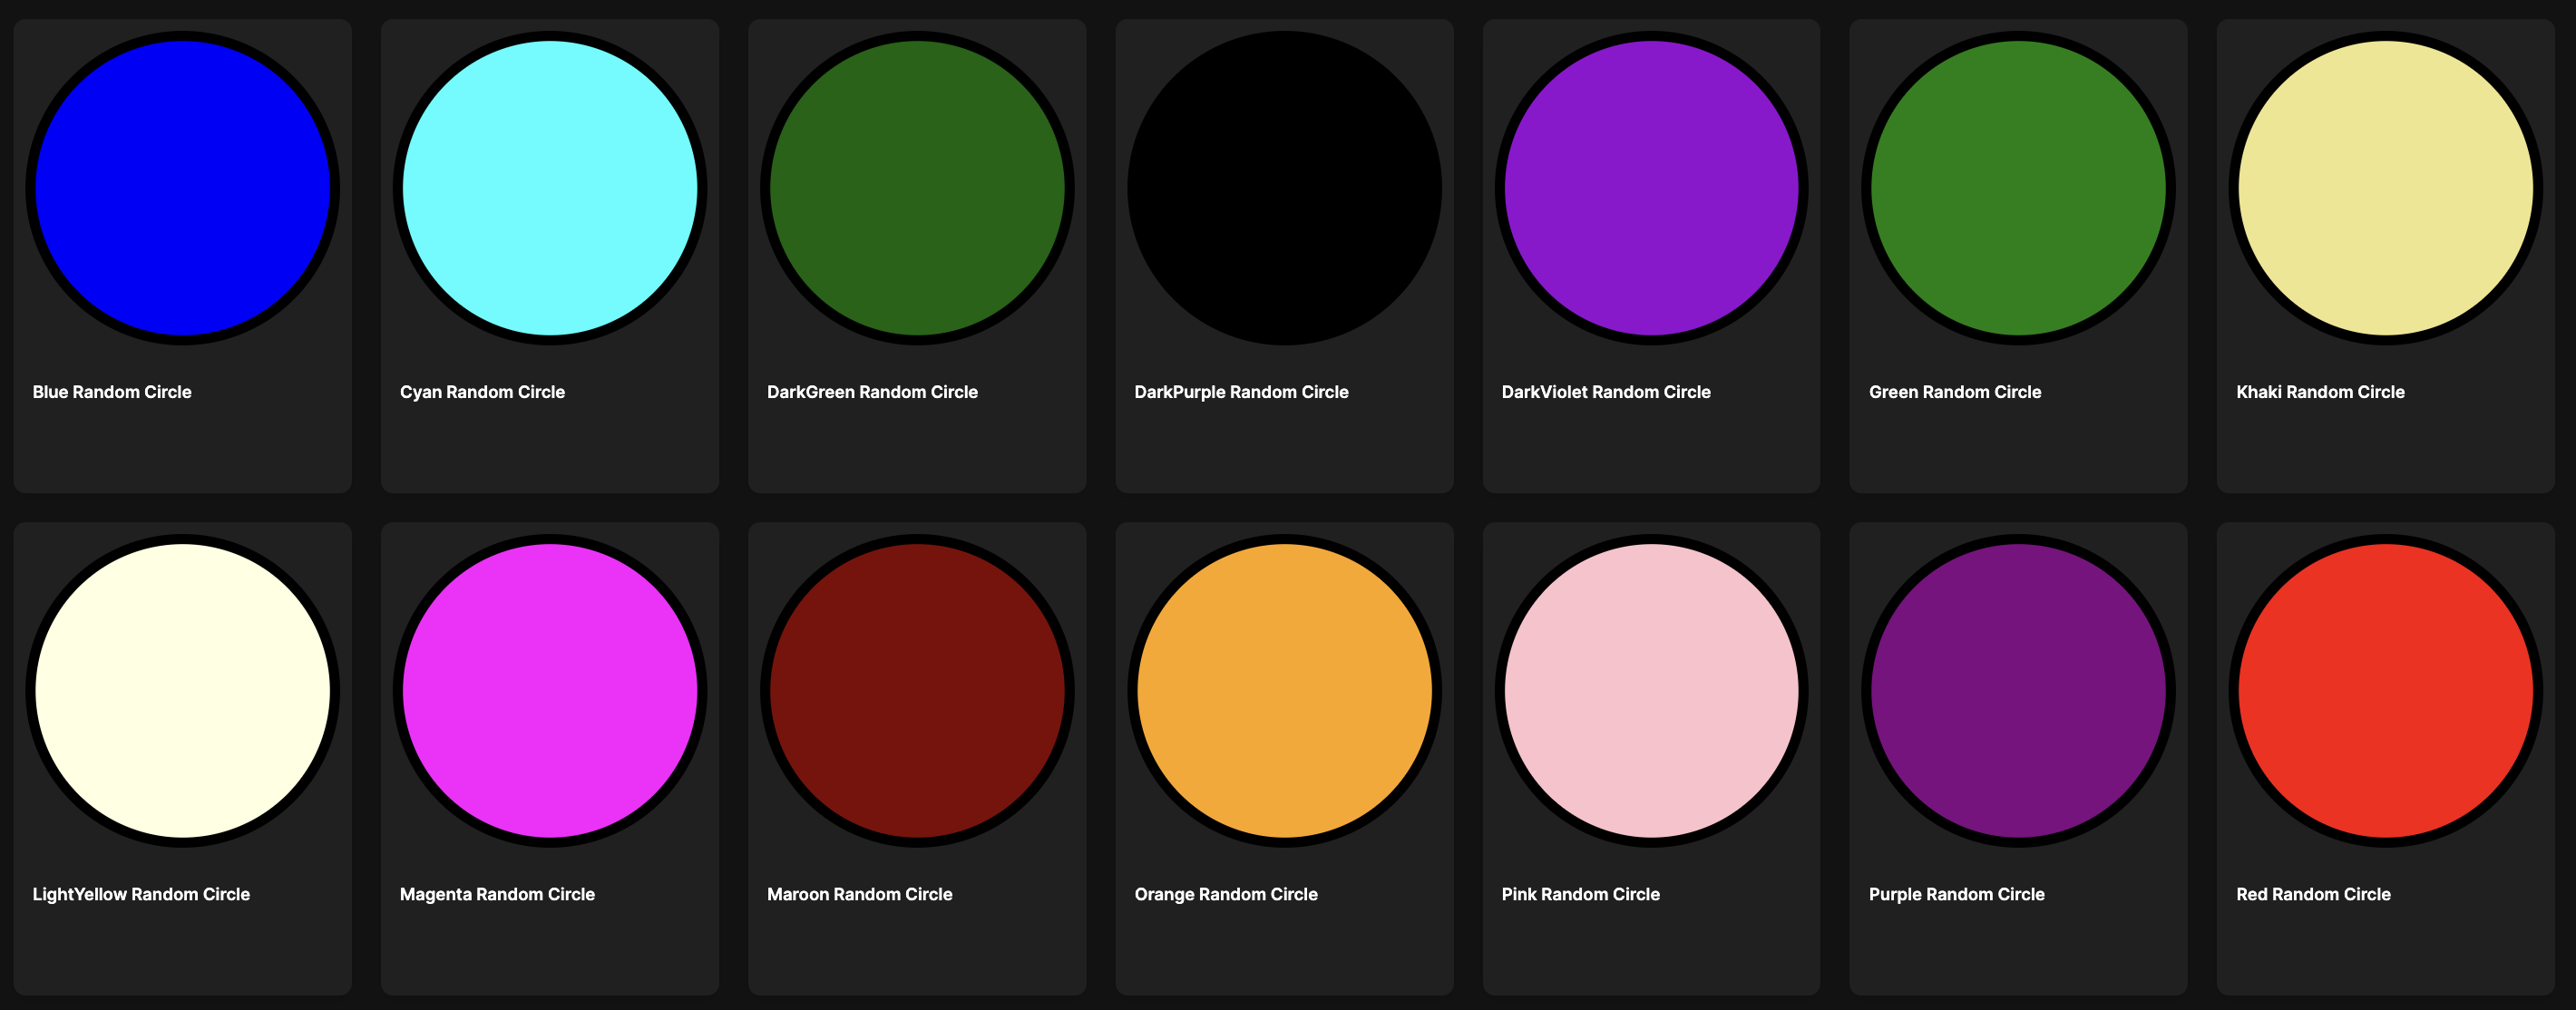 Blue Random Circle
Cyan Random Circle
DarkGreen Random Circle
DarkPurple Random Circle
DarkViolet Random Circle
Green Random Circle
Khaki Random Circle
LightYellow Random Circle
Magenta Random Circle
Maroon Random Circle
Orange Random Circle
Pink Random Circle
Purple Random Circle
Red Random Circle